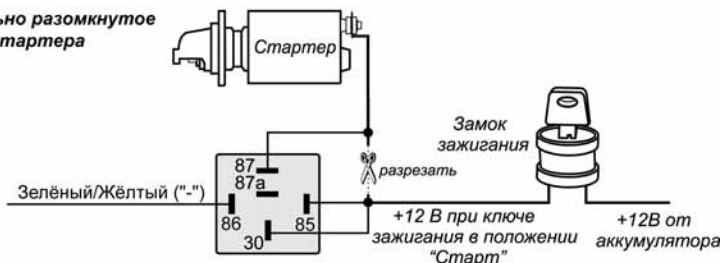 ьно разомкнутое
тартера
Стартер
Замок
зажигания
разрезать
87
87a
Зелёный/Жёлтый ("-")
86
85
30
+12 В при ключе
зажигания в положении
"Старт"
+12В от
аккумулятора